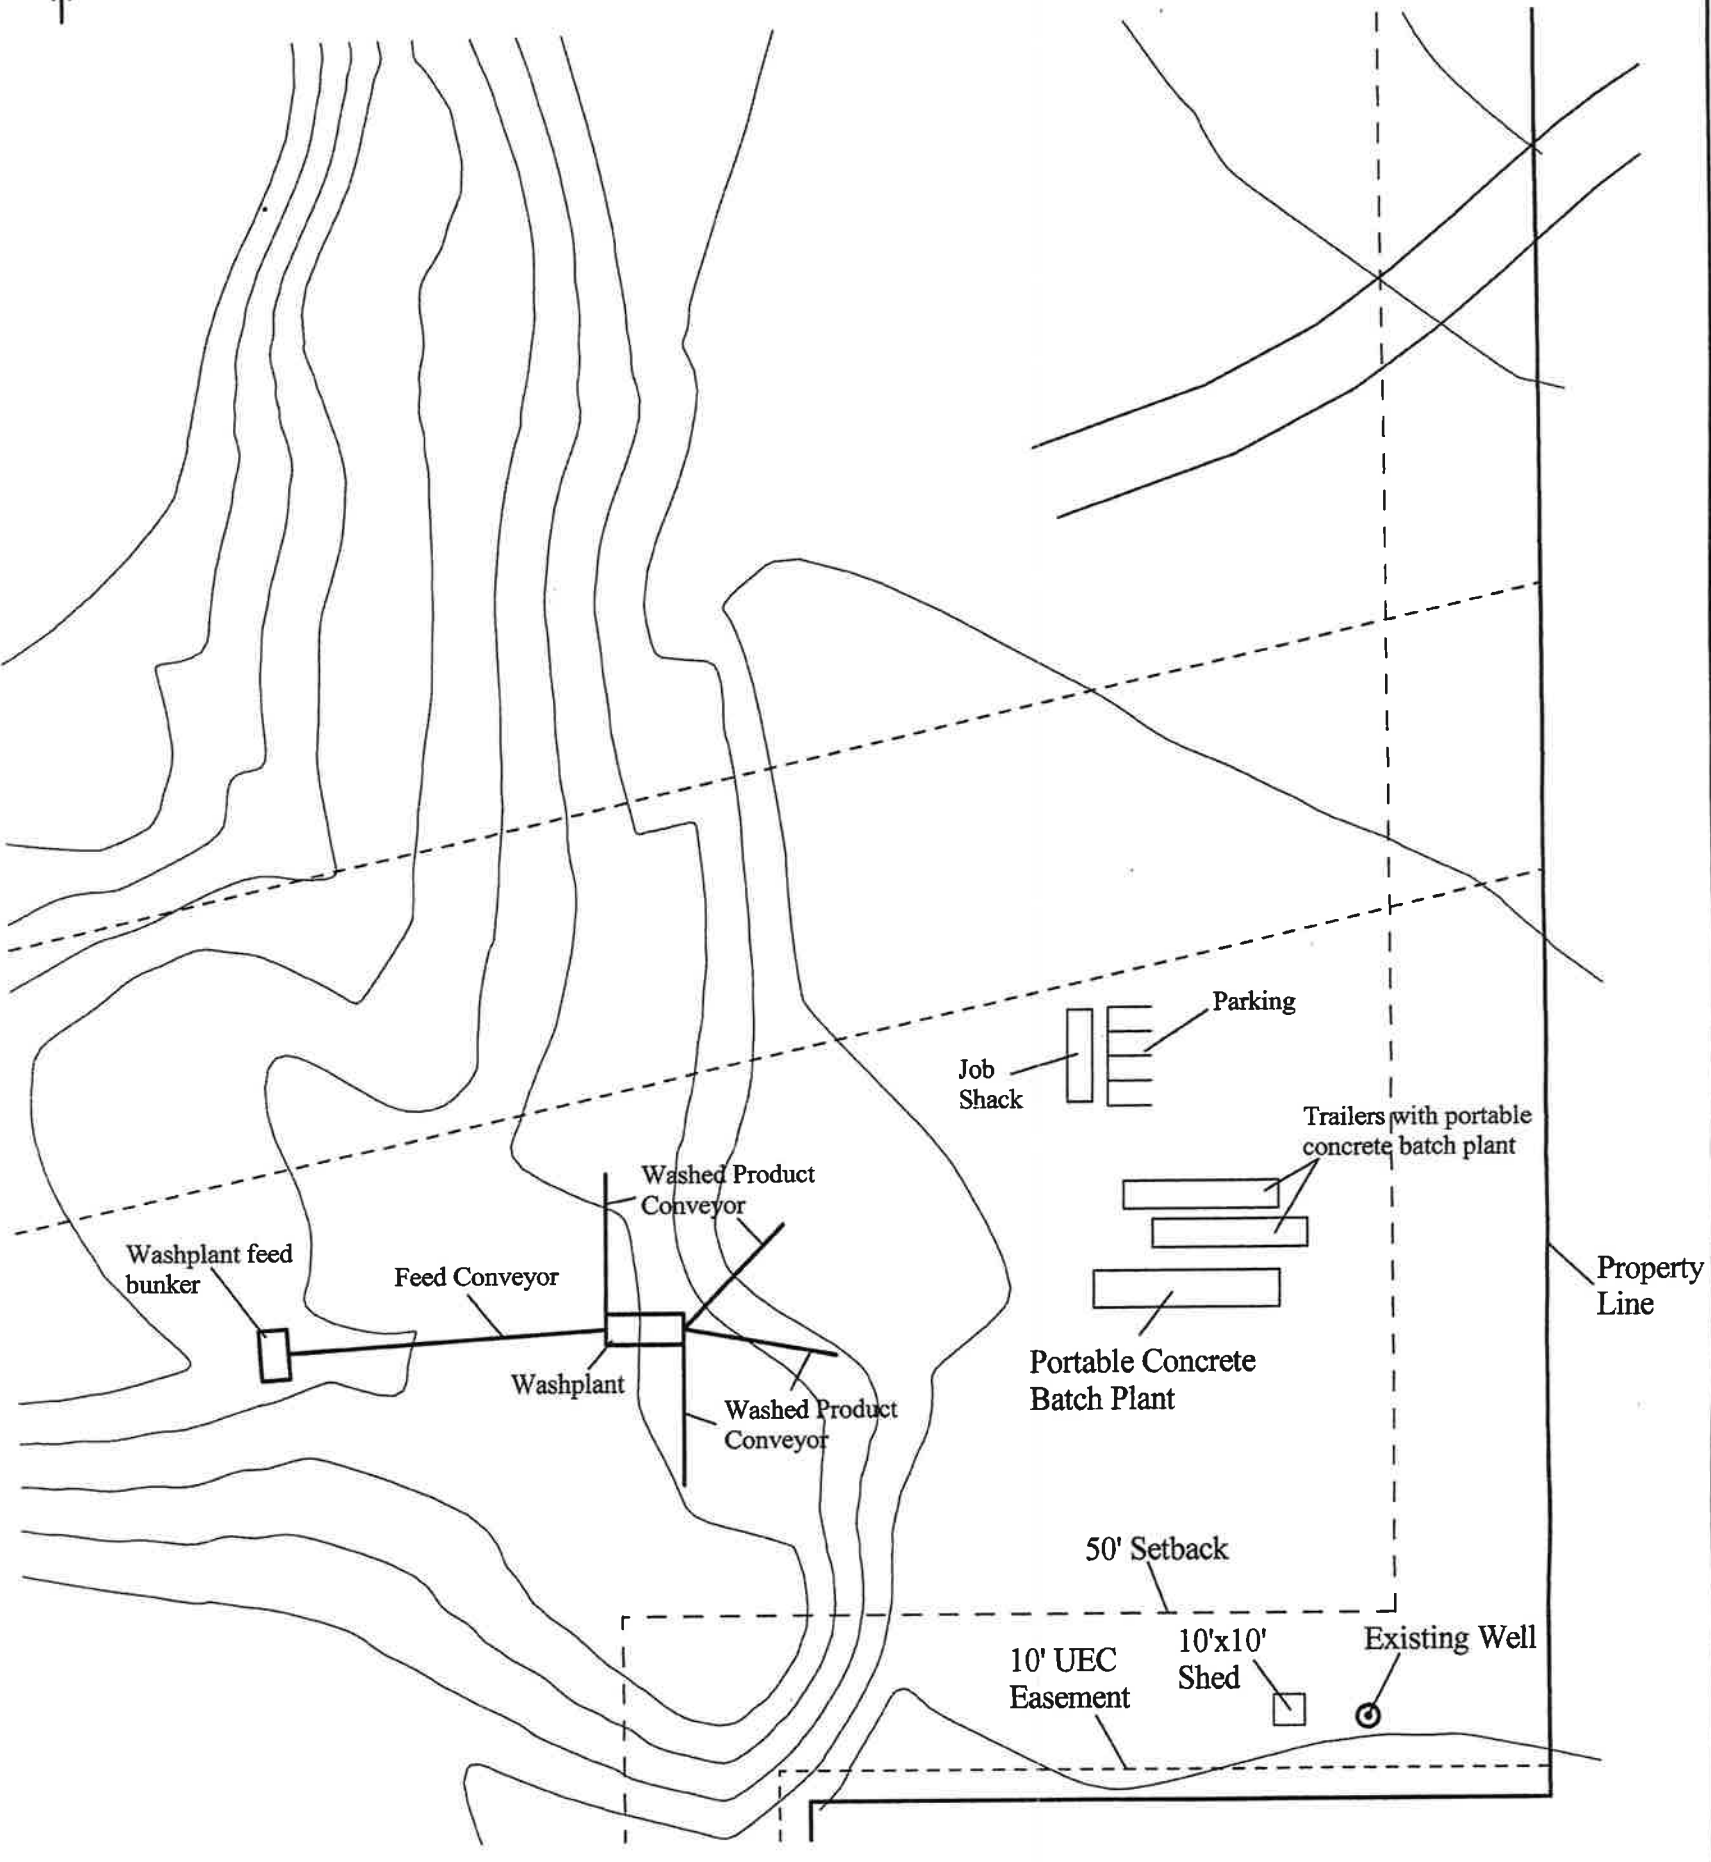 Parking
Job
Shack
Trailers with portable
concrete batch plant
Washed Product
Conveyor
Washplant feed
bunker
Feed Conveyor
Property
Line
Portable Concrete
Batch Plant
Washplant
Washed Product
Conveyor
50' Setback
10'x10'
Shed
Existing Well
10' UEC
Easement